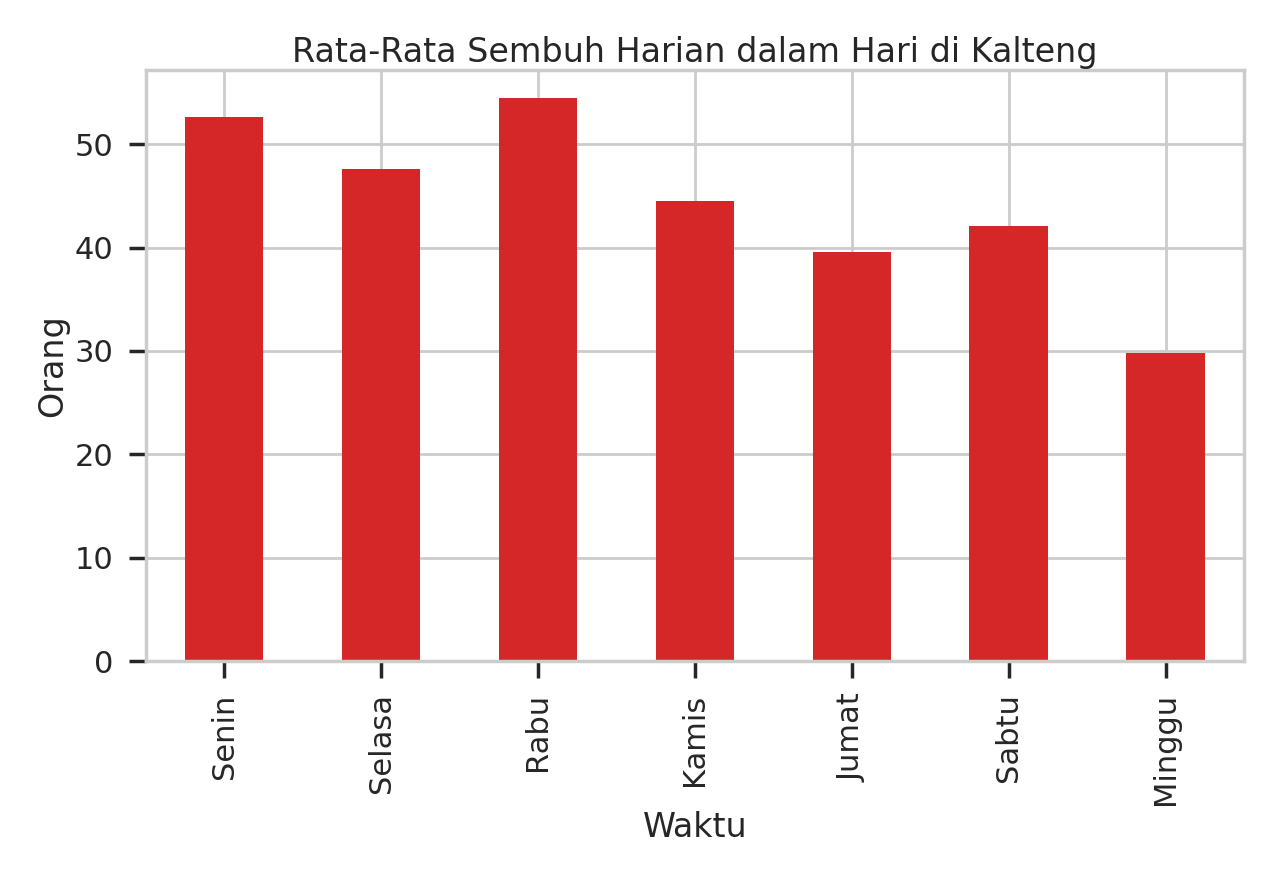 Rata-Rata Sembuh Harian dalam Hari di Kalteng
50
40
30
20
10
0
Orang
Senin
Selasa
Rabu
Kamis
Jumat
Sabtu
Minggu
Waktu